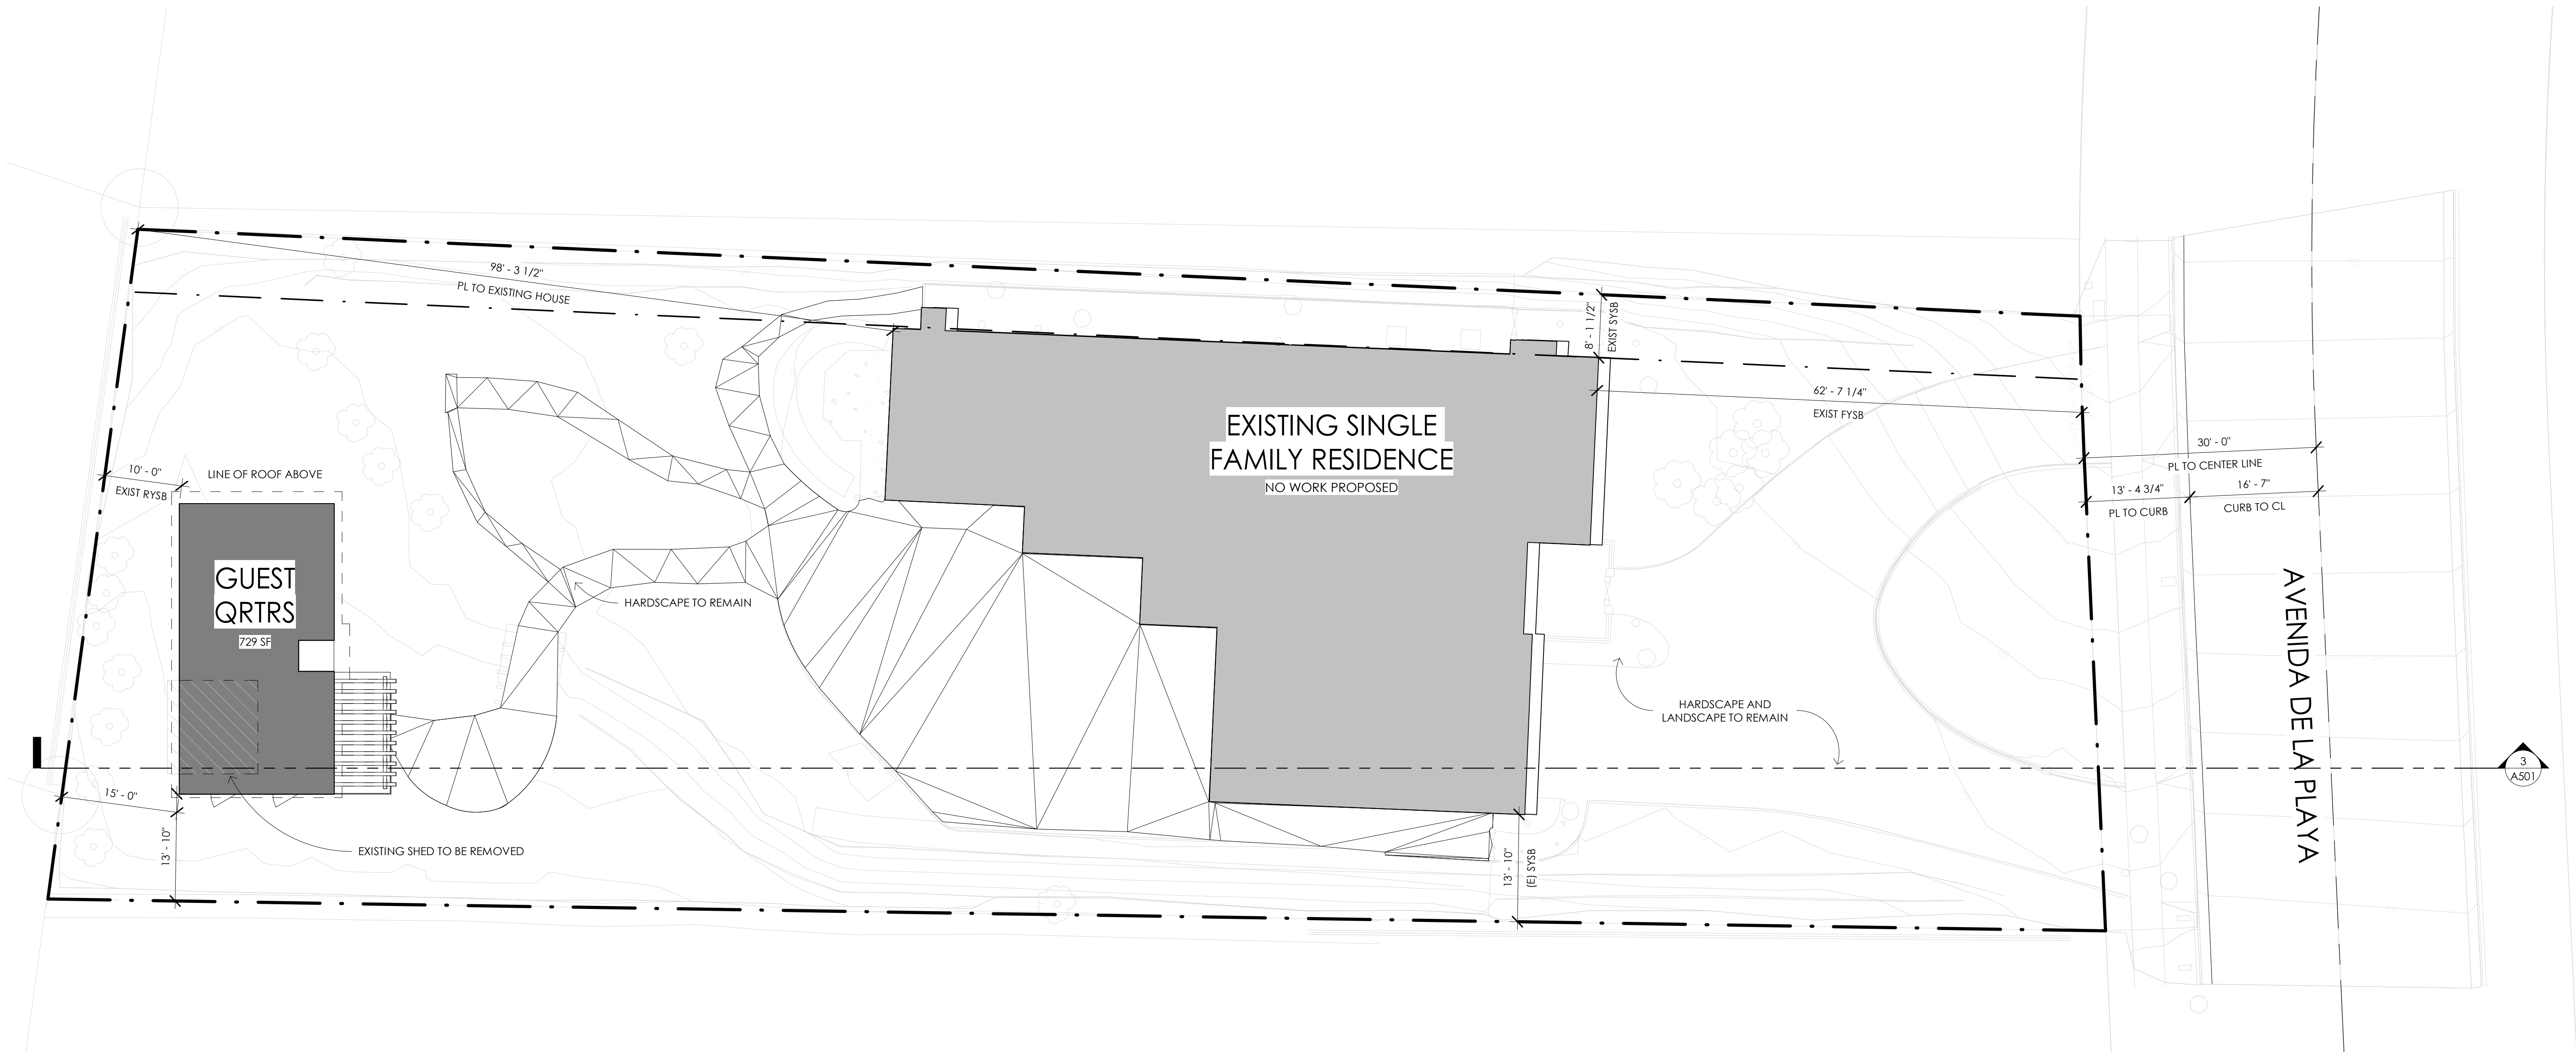 98' - 3 1/2"
PL TO EXISTING HOUSE
8' - 1 1/2"
EXIST SYSB
62' - 7 1/4"
EXIST FYSB
EXISTING SINGLE
FAMILY RESIDENCE
NO WORK PROPOSED
30' - 0"
PL TO CENTER LINE
13' - 4 3/4"
PL TO CURB
16' - 7"
CURB TO CL
10' - 0"
EXIST RYSB
LINE OF ROOF ABOVE
GUEST
QRTRS
729 SF
HARDSCAPE TO REMAIN
HARDSCAPE AND
LANDSCAPE TO REMAIN
AVENIDA DE LA PLAYA
3
A501
15' - 0"
13' - 10"
EXISTING SHED TO BE REMOVED
13' - 10"
(E) SYSB